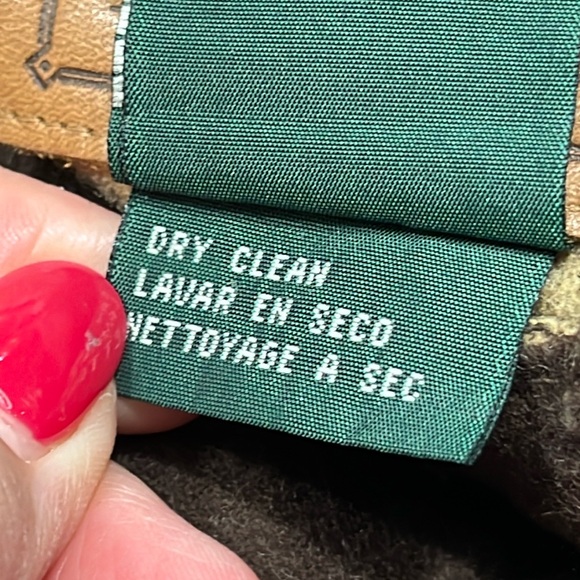 DRY CLEAN
LAVAR EN SECO
NETTOYAGE A SEC